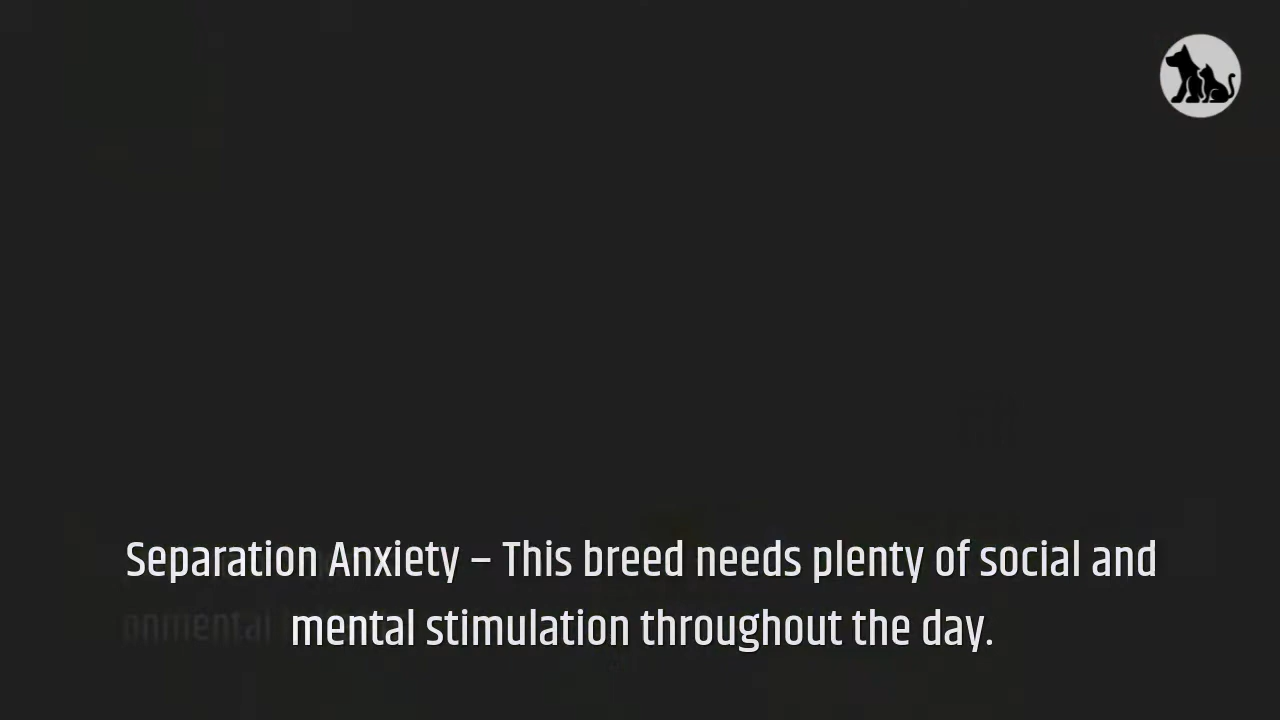 Separation Anxiety – This breed needs plenty of social and
mental stimulation throughout the day.